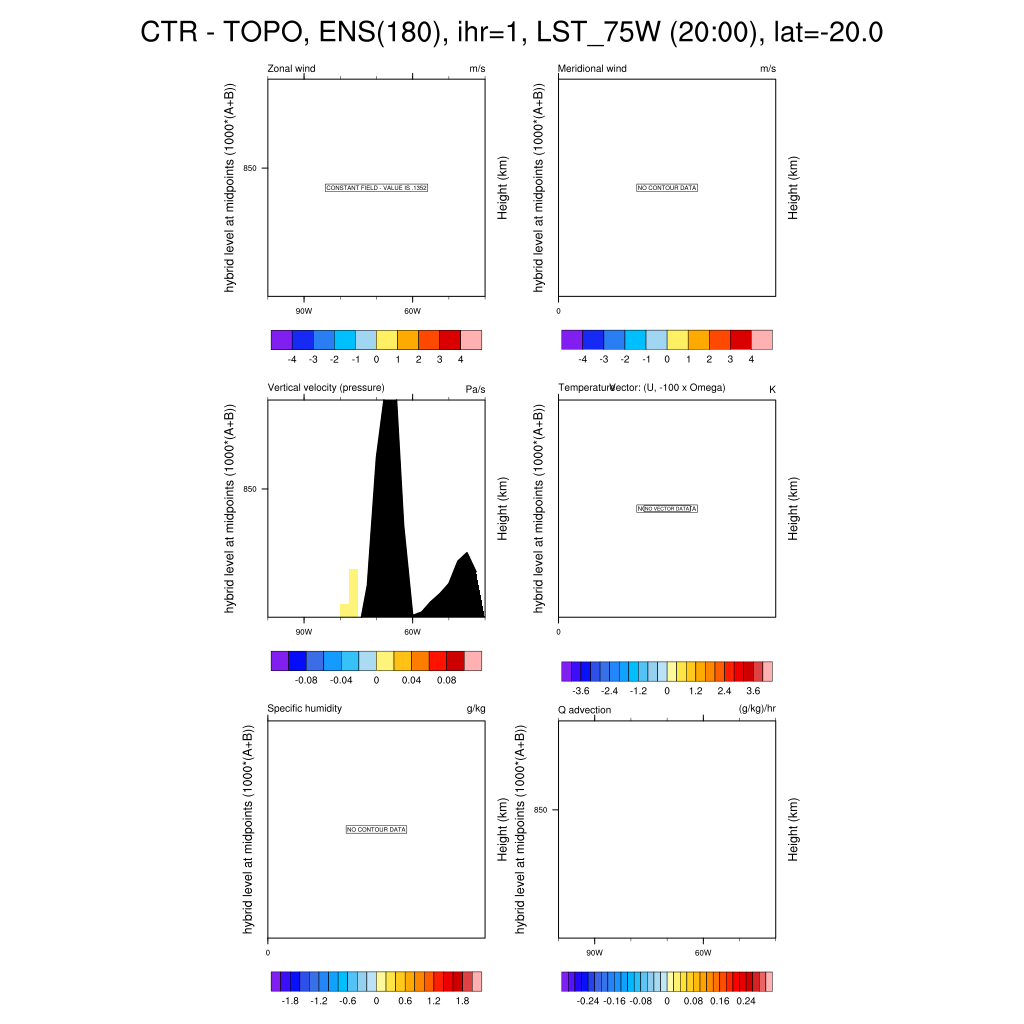 CTR - TOPO, ENS(180), ihr=1, LST_75W (20:00), lat=-20.0
Zonal wind m/s
hybrid level at midpoints (1000*(A+B))
850
CONSTANT FIELD - VALUE IS .1352
Height (km)
90W 60W
-4 -3 -2 -1 0 1 2 3 4
Meridional wind m/s
hybrid level at midpoints (1000*(A+B))
NO CONTOUR DATA
Height (km)
0
-4 -3 -2 -1 0 1 2 3 4
Vertical velocity (pressure) Pa/s
hybrid level at midpoints (1000*(A+B))
850
Height (km)
90W 60W
-0.08 -0.04 0 0.04 0.08
Temperature Vector: (U, -100 x Omega) K
hybrid level at midpoints (1000*(A+B))
NO VECTOR DATA
Height (km)
0
-3.6 -2.4 -1.2 0 1.2 2.4 3.6
Specific humidity g/kg
hybrid level at midpoints (1000*(A+B))
NO CONTOUR DATA
Height (km)
0
-1.8 -1.2 -0.6 0 0.6 1.2 1.8
Q advection (g/kg)/hr
hybrid level at midpoints (1000*(A+B))
850
Height (km)
90W 60W
-0.24 -0.16 -0.08 0 0.08 0.16 0.24